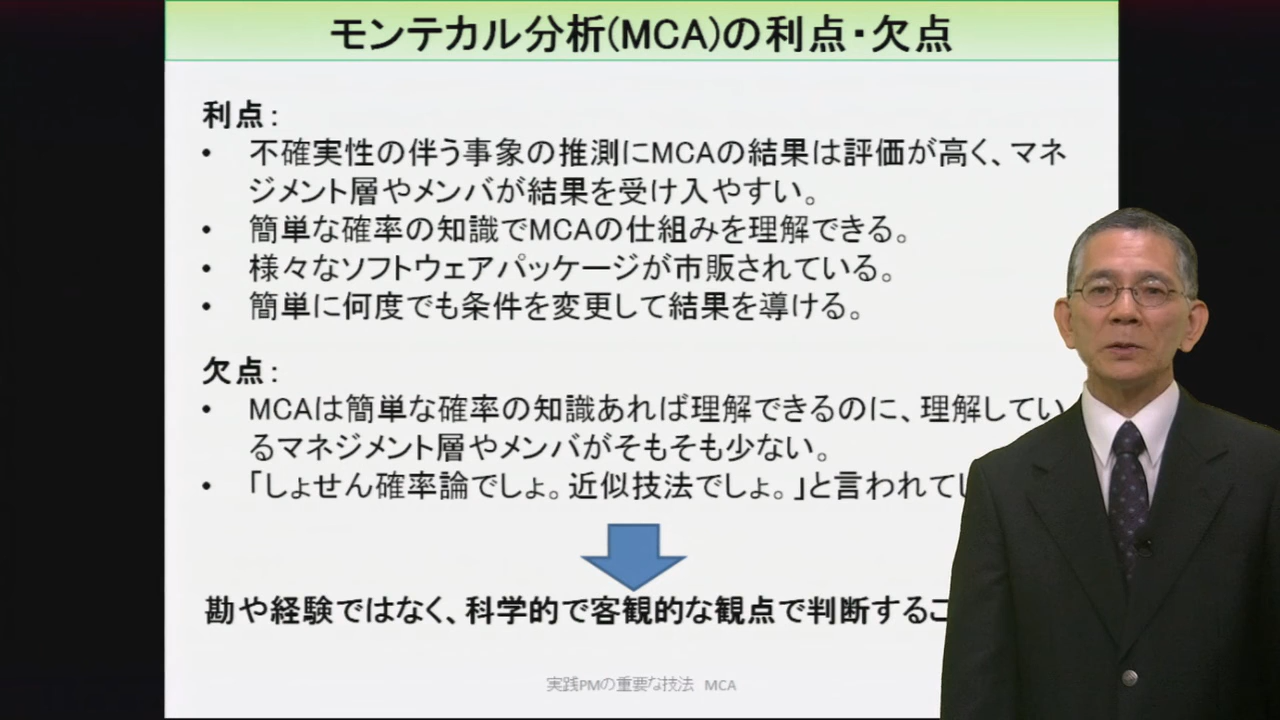 モンテカル分析(MCA)の利点・欠点
利点：
• 不確実性の伴う事象の推測にMCAの結果は評価が高く、マネ
ジメント層やメンバが結果を受け入やすい。
• 簡単な確率の知識でMCAの仕組みを理解できる。
• 様々なソフトウェアパッケージが市販されている。
• 簡単に何度でも条件を変更して結果を導ける。
欠点：
• MCAは簡単な確率の知識あれば理解できるのに、理解してい
るマネジメント層やメンバがそもそも少ない。
• 「しょせん確率論でしょ。近似技法でしょ。」と言われてい
勘や経験ではなく、科学的で客観的な観点で判断するこ
実践PMの重要な技法 MCA